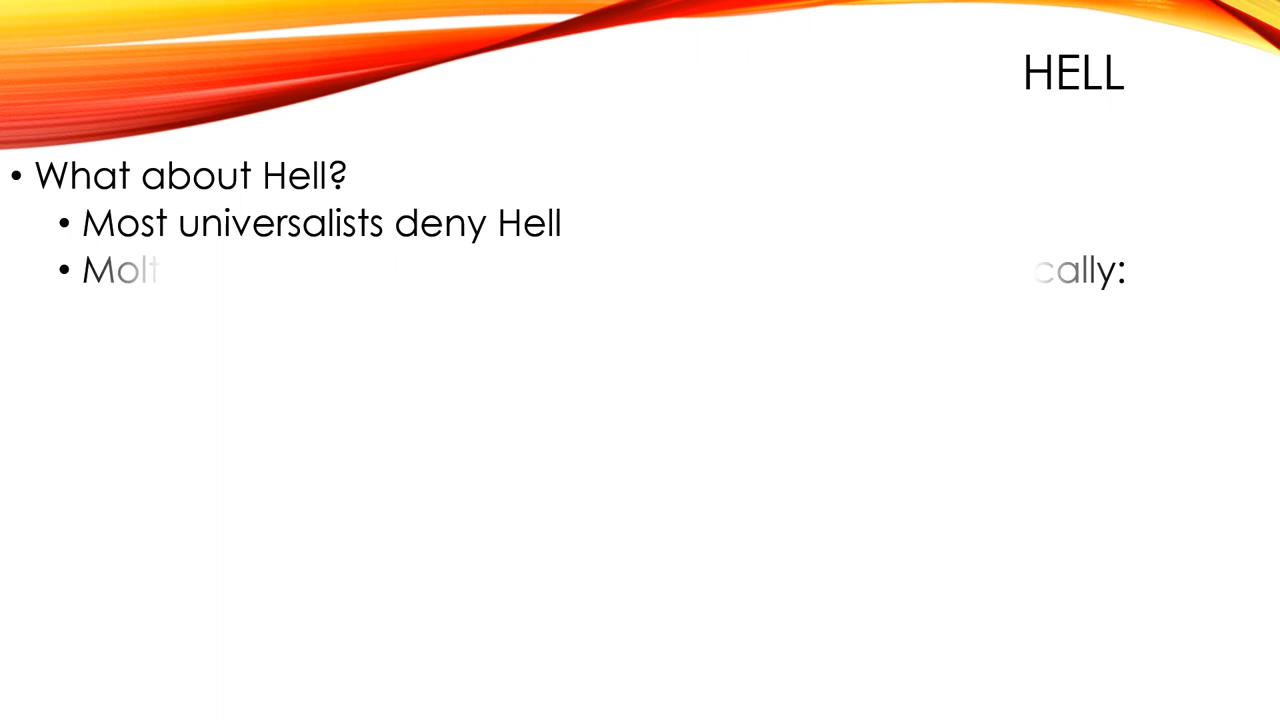 HELL
• What about Hell?
• Most universalists deny Hell
• Molt cally: